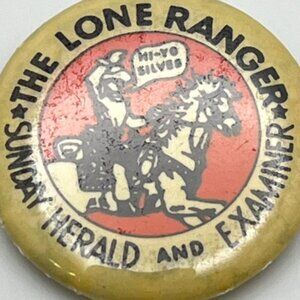 ★THE LONE RANGER★
HI-YO
SILVER
SUNDAY HERALD AND EXAMINER